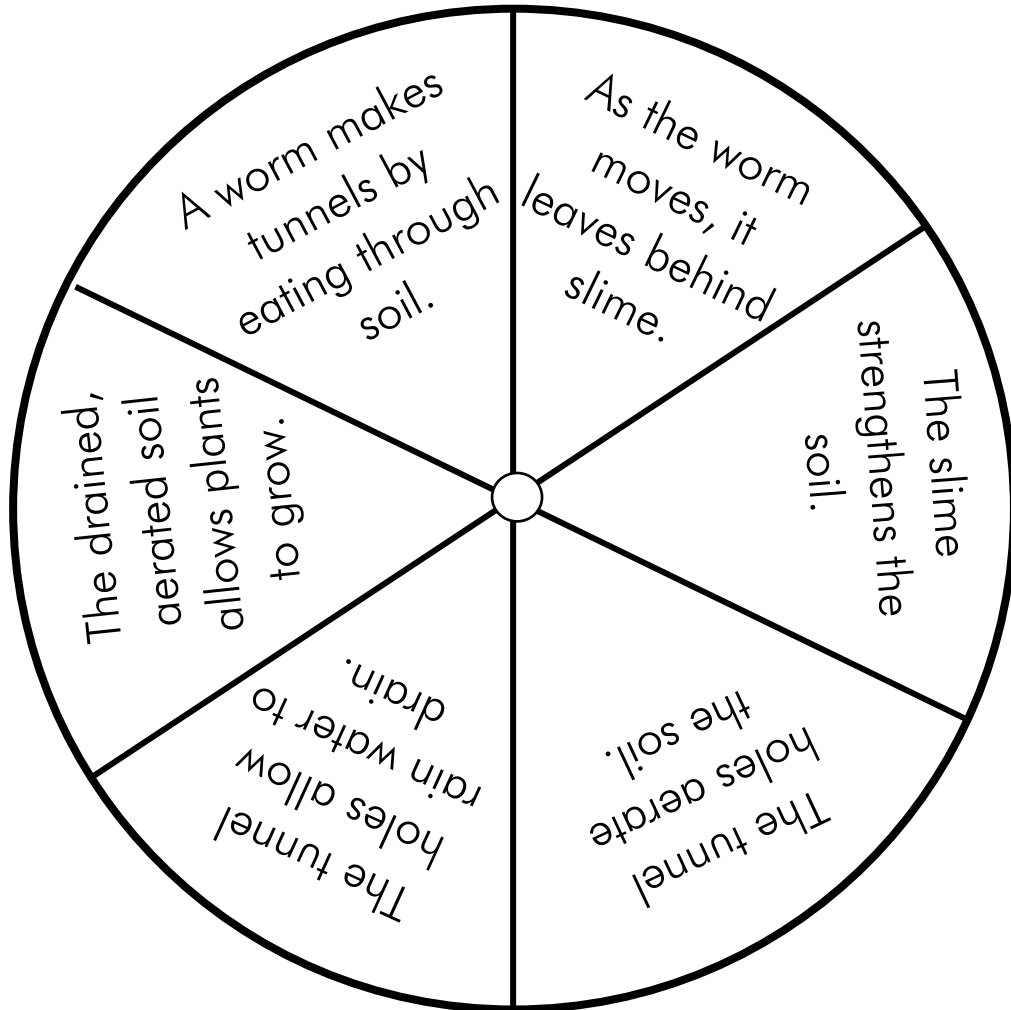 A worm makes
tunnels by
eating through
soil.
As the worm
moves, it
leaves behind
slime.
The slime
strengthens the
soil.
The tunnel
holes aerate
the soil.
The tunnel
holes allow
rain water to
drain.
The drained,
aerated soil
allows plants
to grow.